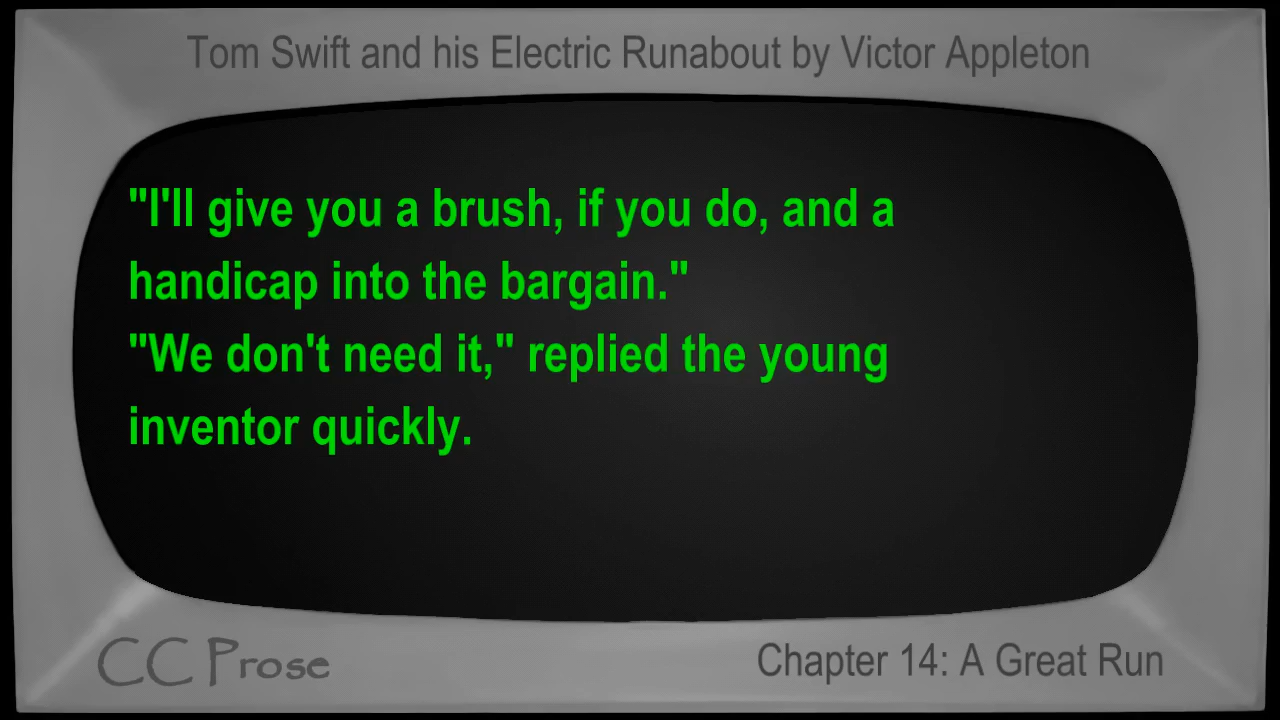 Tom Swift and his Electric Runabout by Victor Appleton
"I'll give you a brush, if you do, and a
handicap into the bargain."
"We don't need it," replied the young
inventor quickly.
CC Prose
Chapter 14: A Great Run